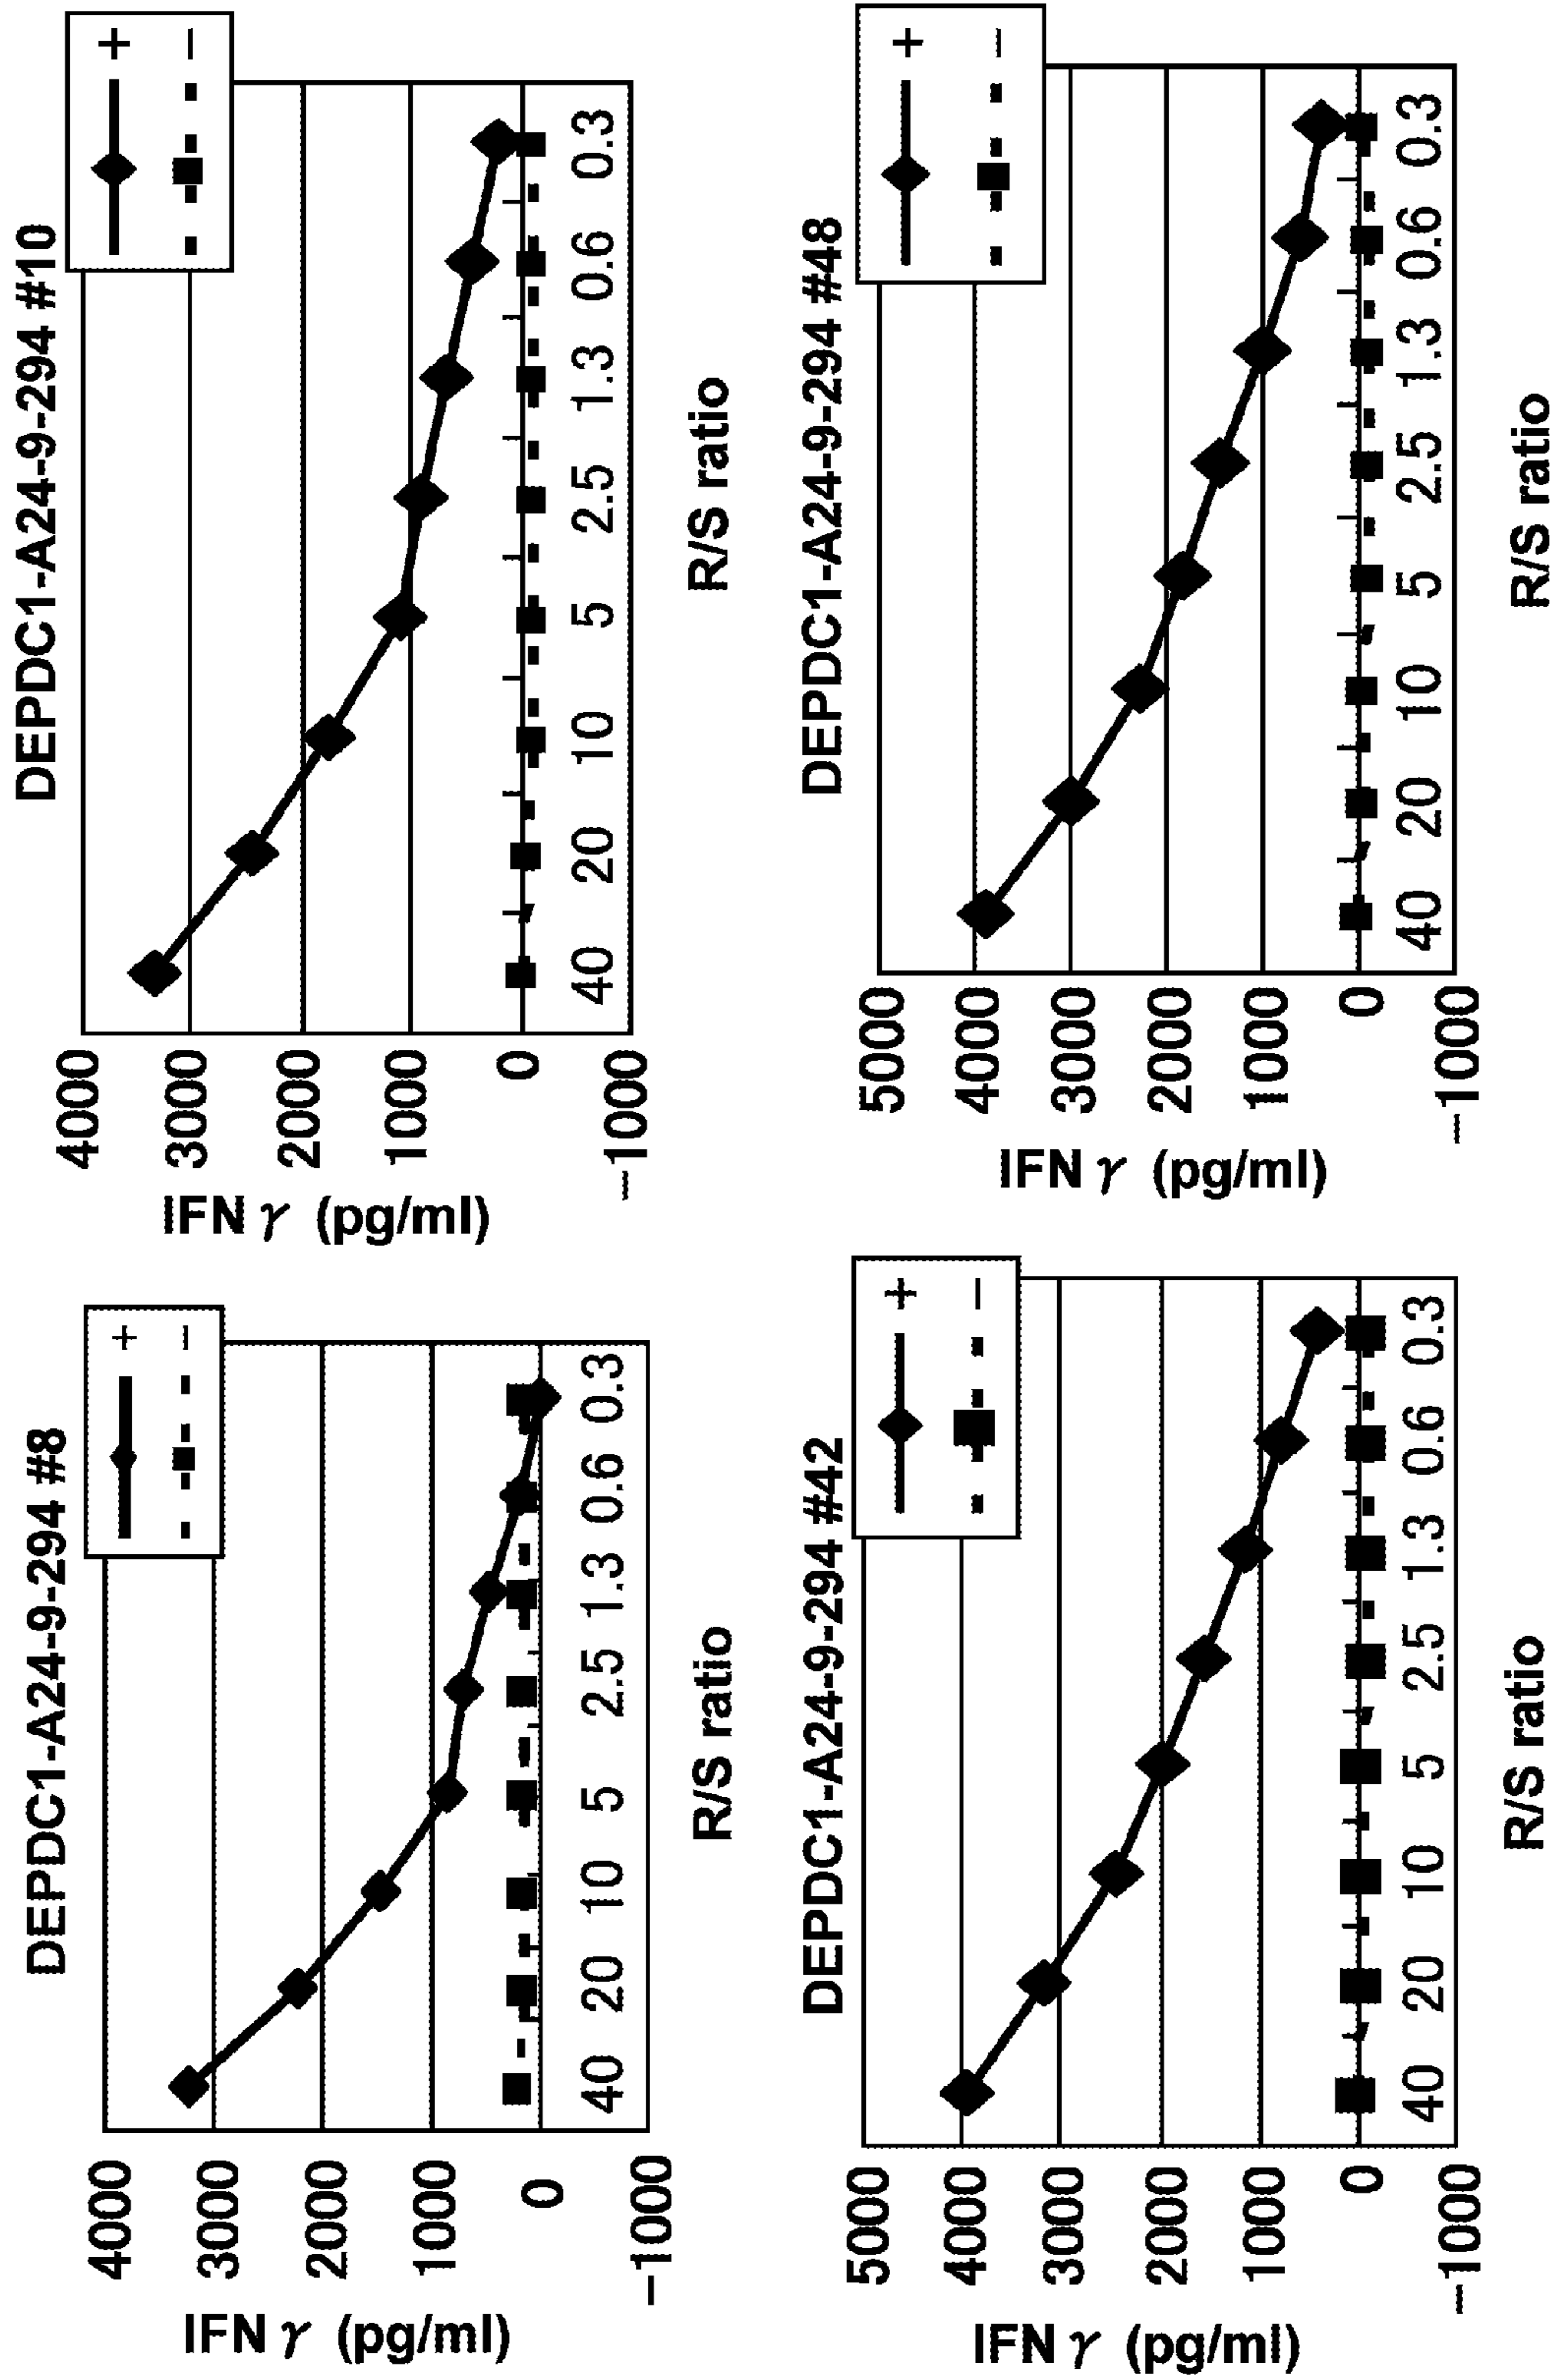 DEPDC1-A24-9-294 #8
+
−
IFN γ (pg/ml)
4000
3000
2000
1000
0
−1000
40 20 10 5 2.5 1.3 0.6 0.3
R/S ratio
DEPDC1-A24-9-294 #10
+
−
IFN γ (pg/ml)
4000
3000
2000
1000
0
−1000
40 20 10 5 2.5 1.3 0.6 0.3
R/S ratio
DEPDC1-A24-9-294 #42
+
−
IFN γ (pg/ml)
5000
4000
3000
2000
1000
0
−1000
40 20 10 5 2.5 1.3 0.6 0.3
R/S ratio
DEPDC1-A24-9-294 #48
+
−
IFN γ (pg/ml)
5000
4000
3000
2000
1000
0
−1000
40 20 10 5 2.5 1.3 0.6 0.3
R/S ratio